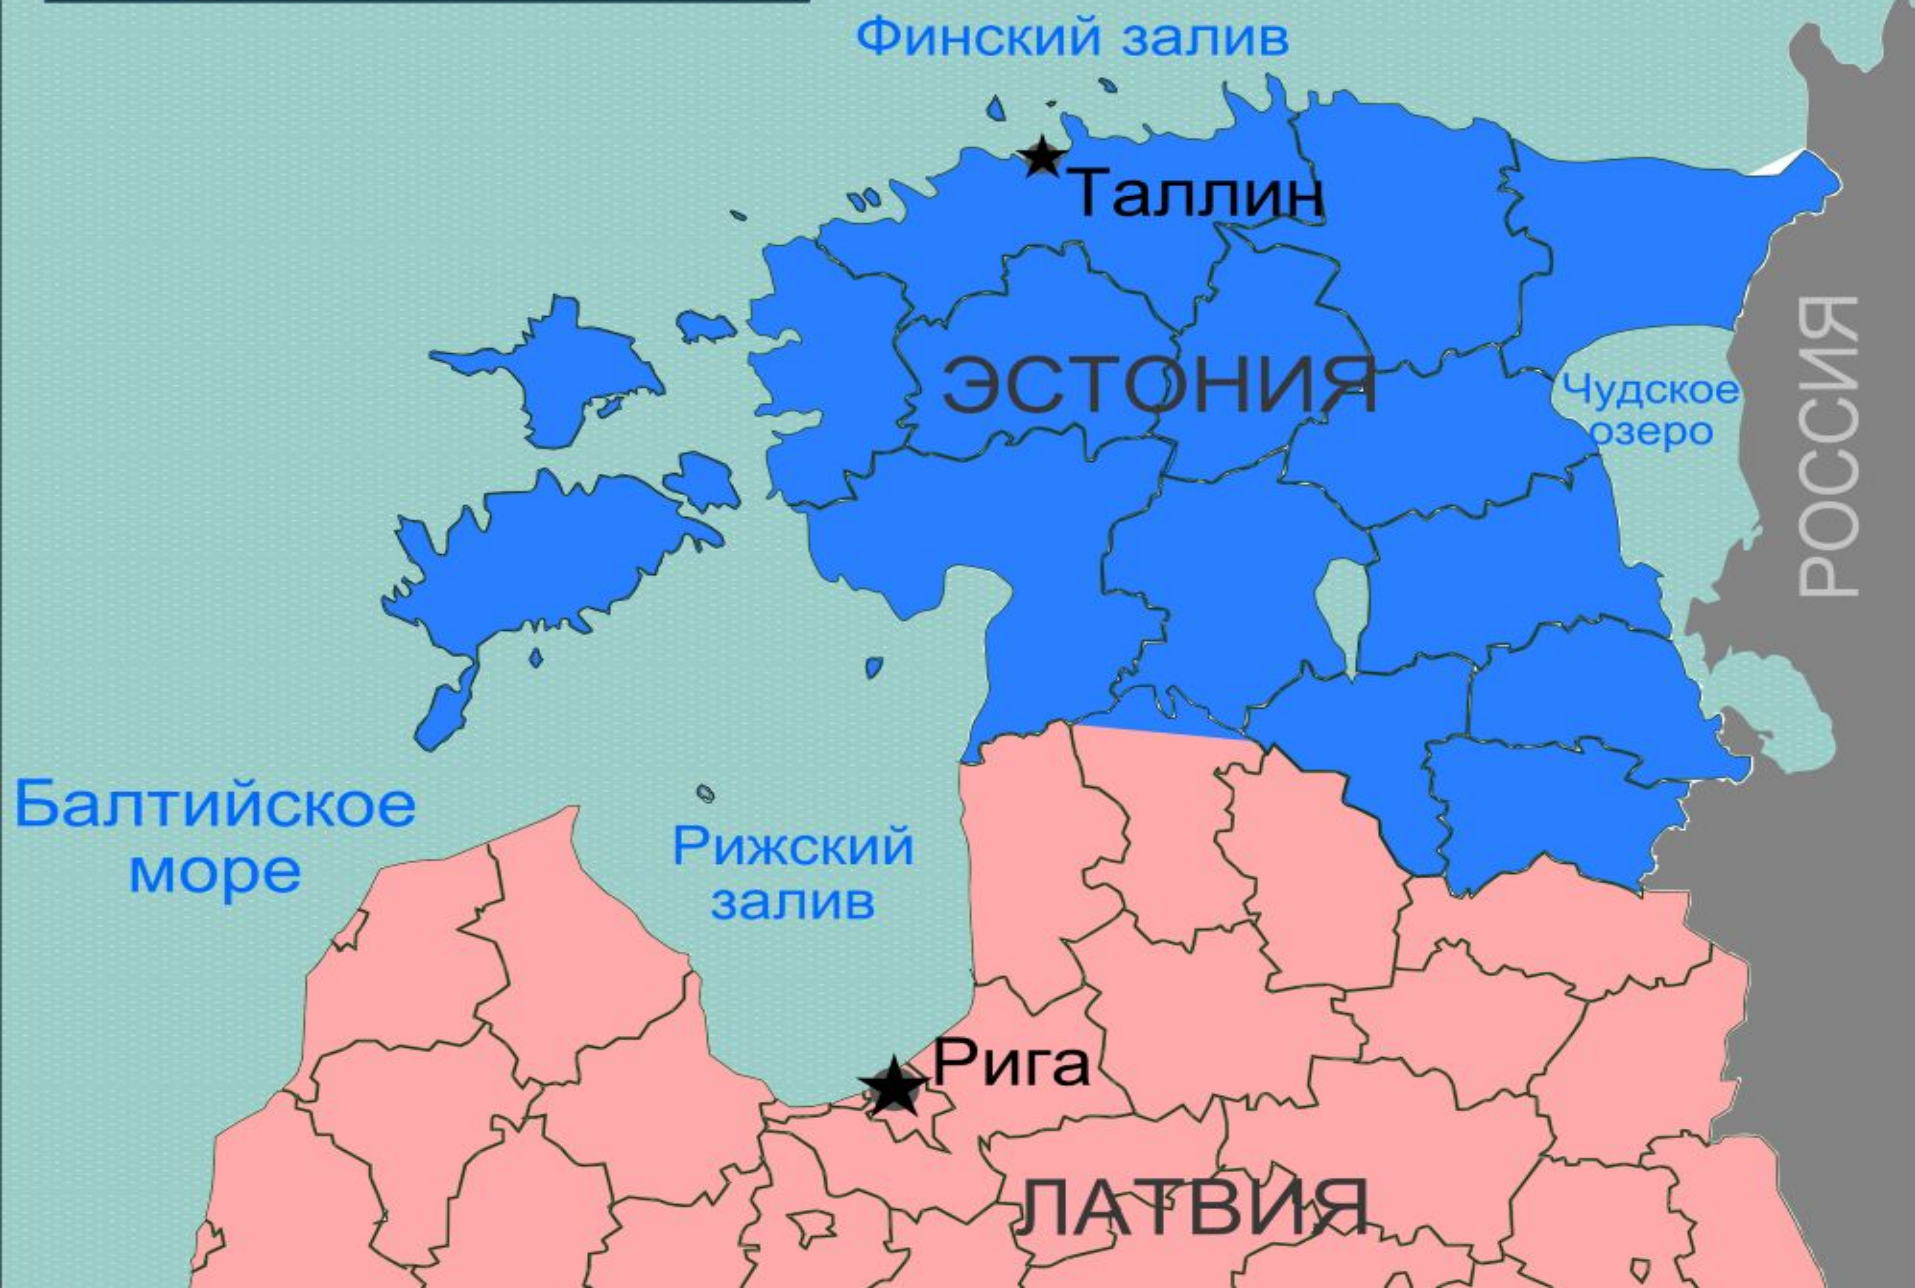 Финский залив
Таллин
ЭСТОНИЯ
Чудское
озеро
РОССИЯ
Балтийское
море
Рижский
залив
Рига
ЛАТВИЯ